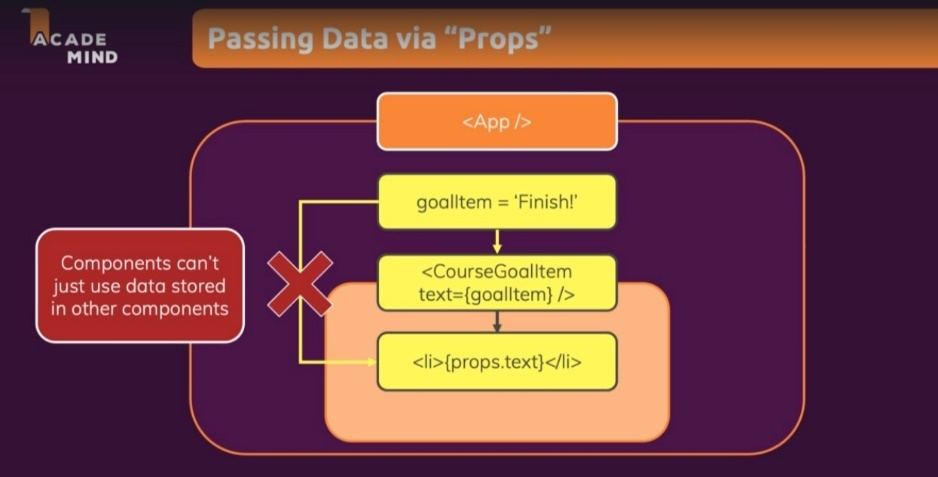 ACADE
MIND
Passing Data via “Props”
<App />
goalItem = ‘Finish!’
Components can’t
just use data stored
in other components
<CourseGoalItem
text={goalItem} />
<li>{props.text}</li>